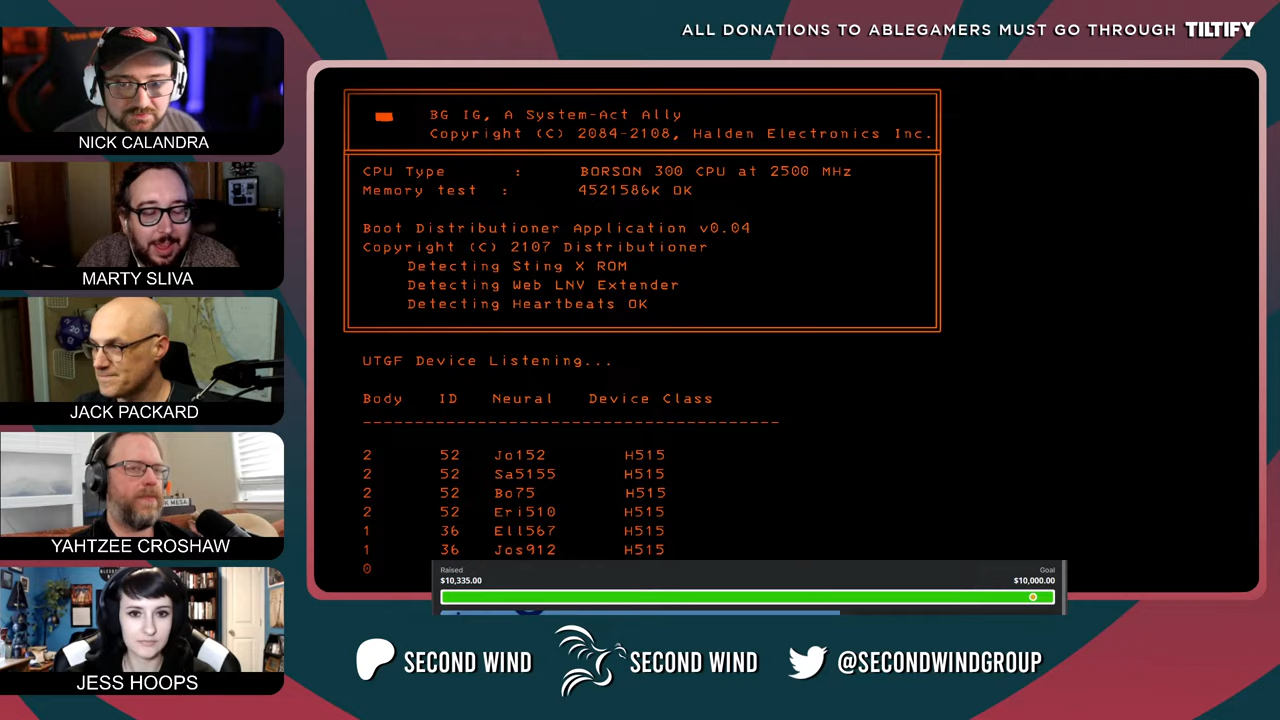 ALL DONATIONS TO ABLEGAMERS MUST GO THROUGH TILTIFY
NICK CALANDRA
MARTY SLIVA
JACK PACKARD
YAHTZEE CROSHAW
JESS HOOPS
BG IG, A System-Act Ally
Copyright (C) 2084-2108, Halden Electronics Inc.
CPU Type : BORSON 300 CPU at 2500 MHz
Memory test : 4521586K OK
Boot Distributioner Application v0.04
Copyright (C) 2107 Distributioner
Detecting Sting X ROM
Detecting Web LNV Extender
Detecting Heartbeats OK
UTGF Device Listening...
Body ID Neural Device Class
---------------------------------------
2 52 Jo152 H515
2 52 Sa5155 H515
2 52 Bo75 H515
2 52 Eri510 H515
1 36 Ell567 H515
1 36 Jos912 H515
0
Raised Goal
$10,335.00 $10,000.00
SECOND WIND SECOND WIND @SECONDWINDGROUP